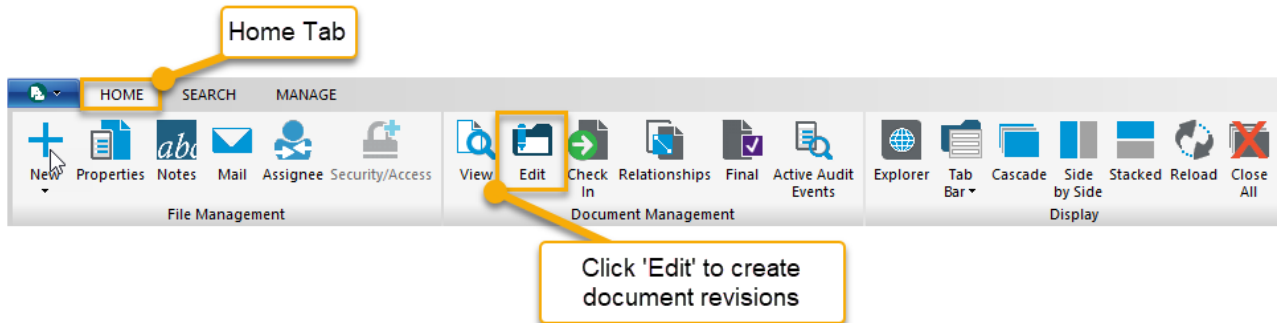 Home Tab
HOME SEARCH MANAGE
abc
New Properties Notes Mail Assignee Security/Access View Edit Check In Relationships Final Active Audit Events Explorer Tab Bar Cascade Side by Side Stacked Reload Close All
File Management Document Management Display
Click 'Edit' to create
document revisions